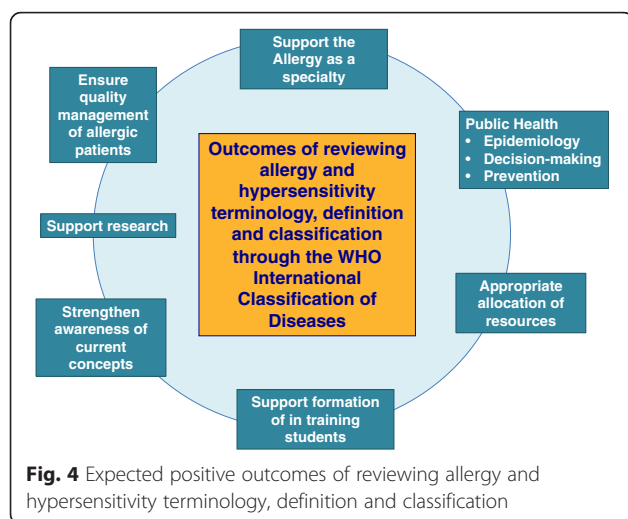 Support the
Allergy as a
specialty
Ensure
quality
management
of allergic
patients
Public Health
• Epidemiology
• Decision-making
• Prevention
Outcomes of reviewing
allergy and
hypersensitivity
terminology, definition
and classification
through the WHO
International
Classification of
Diseases
Support research
Appropriate
allocation of
resources
Strengthen
awareness of
current
concepts
Support formation
of in training
students
Fig. 4 Expected positive outcomes of reviewing allergy and
hypersensitivity terminology, definition and classification